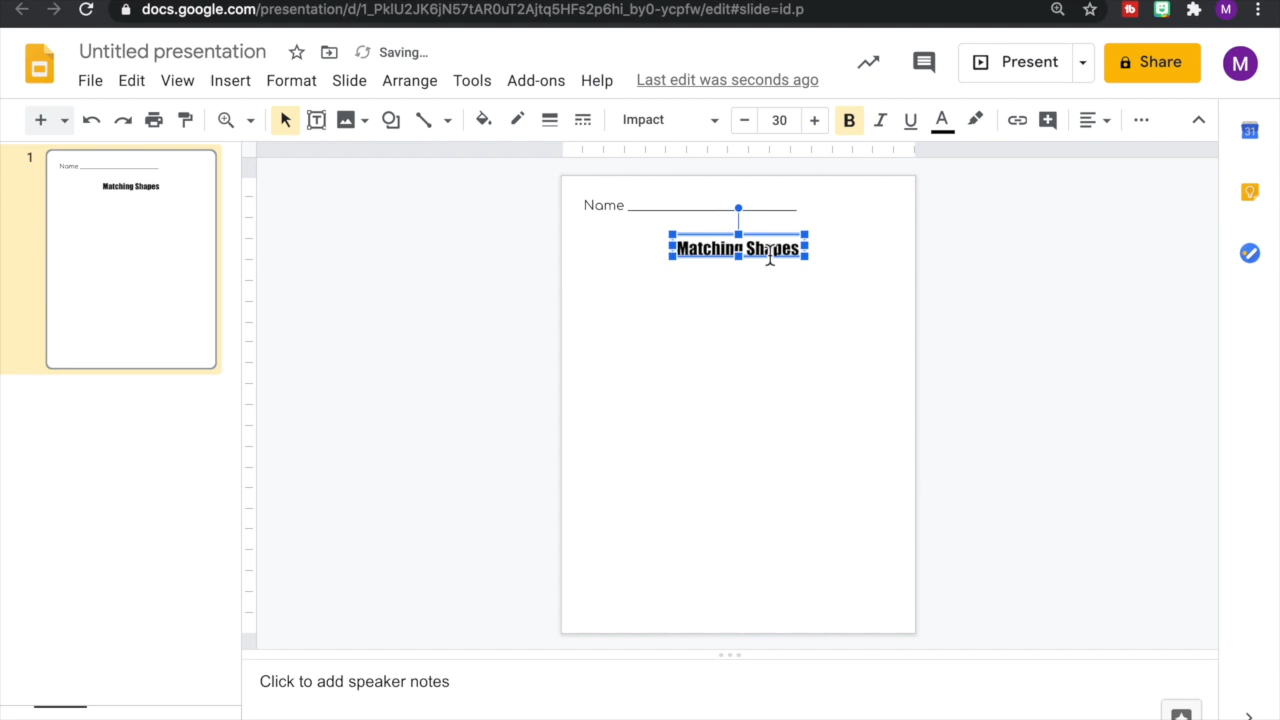 docs.google.com/presentation/d/1_PklU2JK6jN57tAR0uT2Ajtq5HFs2p6hi_by0-ycpfw/edit#slide=id.p
M
Untitled presentation
Saving…
File Edit View Insert Format Slide Arrange Tools Add-ons Help
Last edit was seconds ago
Present
Share
M
Impact
30
B I U A
31
1
Name
Matching Shapes
Name
Matching Shapes
Click to add speaker notes